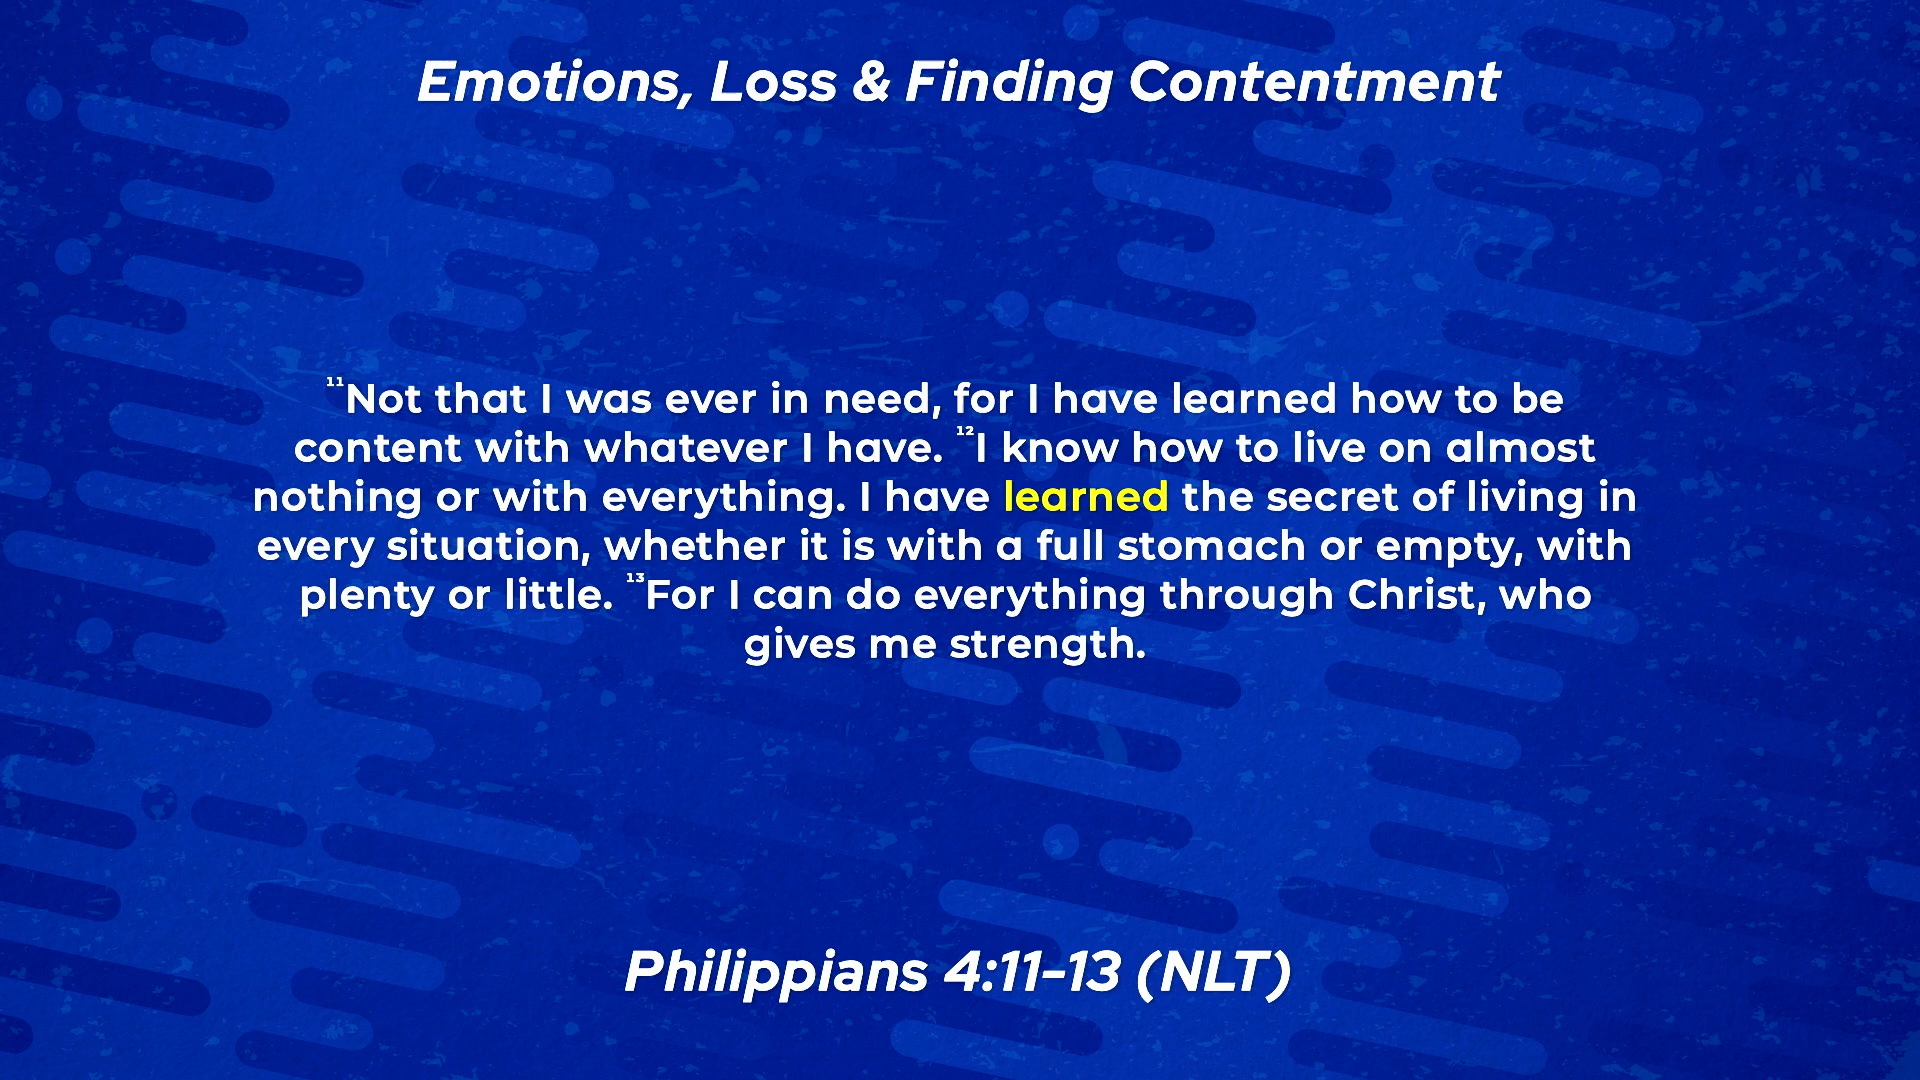 Emotions, Loss & Finding Contentment
¹¹Not that I was ever in need, for I have learned how to be
content with whatever I have. ¹²I know how to live on almost
nothing or with everything. I have learned the secret of living in
every situation, whether it is with a full stomach or empty, with
plenty or little. ¹³For I can do everything through Christ, who
gives me strength.
Philippians 4:11-13 (NLT)